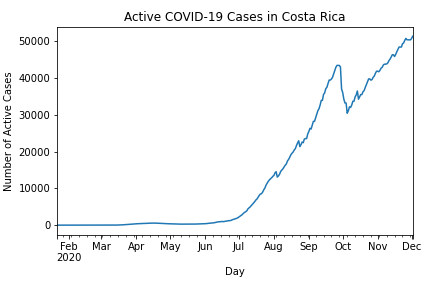 Active COVID-19 Cases in Costa Rica
Number of Active Cases
50000
40000
30000
20000
10000
0
Feb Mar Apr May Jun Jul Aug Sep Oct Nov Dec
2020
Day